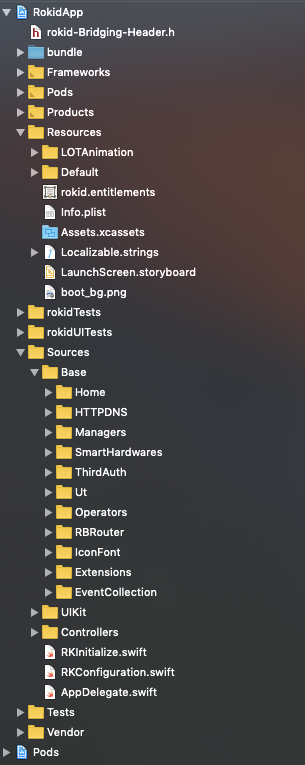 RokidApp
rokid-Bridging-Header.h
bundle
Frameworks
Pods
Products
Resources
LOTAnimation
Default
rokid.entitlements
Info.plist
Assets.xcassets
Localizable.strings
LaunchScreen.storyboard
boot_bg.png
rokidTests
rokidUITests
Sources
Base
Home
HTTPDNS
Managers
SmartHardwares
ThirdAuth
Ut
Operators
RBRouter
IconFont
Extensions
EventCollection
UIKit
Controllers
RKInitialize.swift
RKConfiguration.swift
AppDelegate.swift
Tests
Vendor
Pods